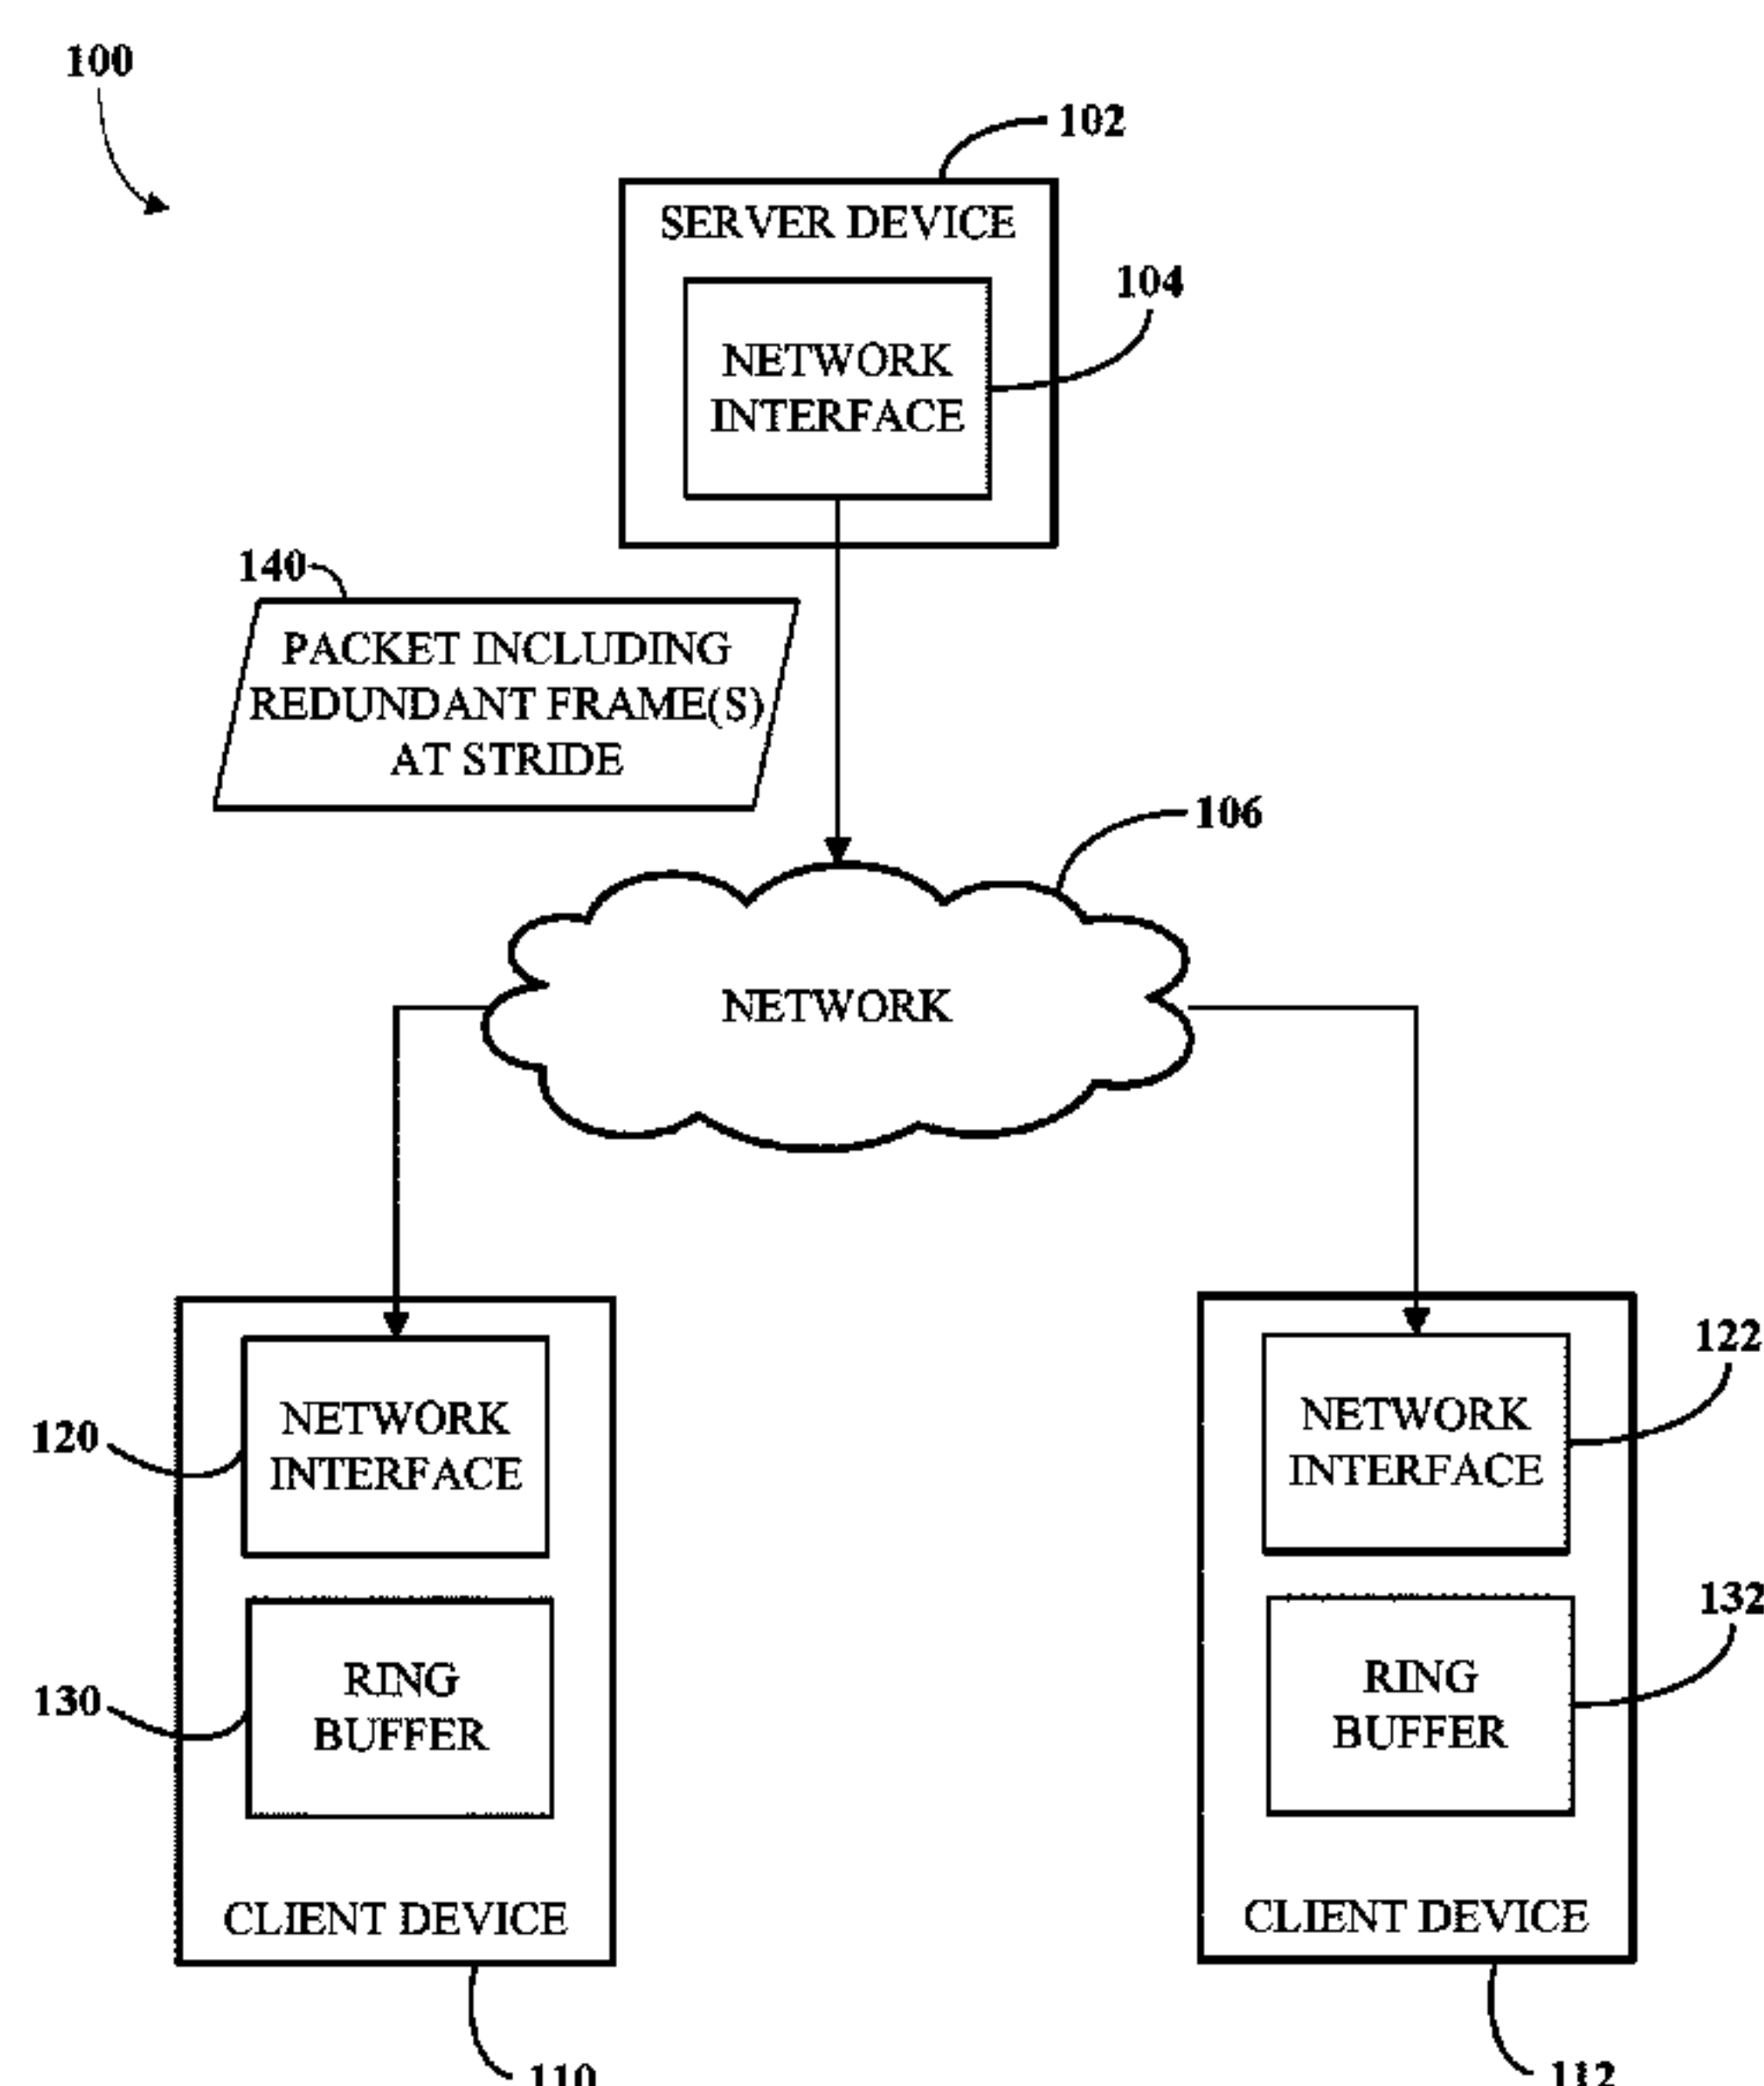 100
102
SERVER DEVICE
104
NETWORK
INTERFACE
140
PACKET INCLUDING
REDUNDANT FRAME(S)
AT STRIDE
106
NETWORK
120
NETWORK
INTERFACE
130
RING
BUFFER
CLIENT DEVICE
110
122
NETWORK
INTERFACE
132
RING
BUFFER
CLIENT DEVICE
112